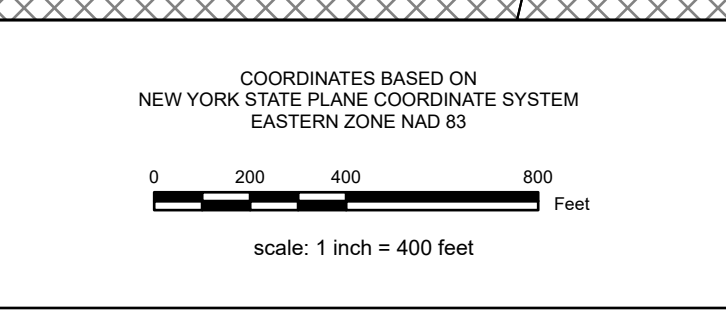 COORDINATES BASED ON
NEW YORK STATE PLANE COORDINATE SYSTEM
EASTERN ZONE NAD 83
0 200 400 800
Feet
scale: 1 inch = 400 feet